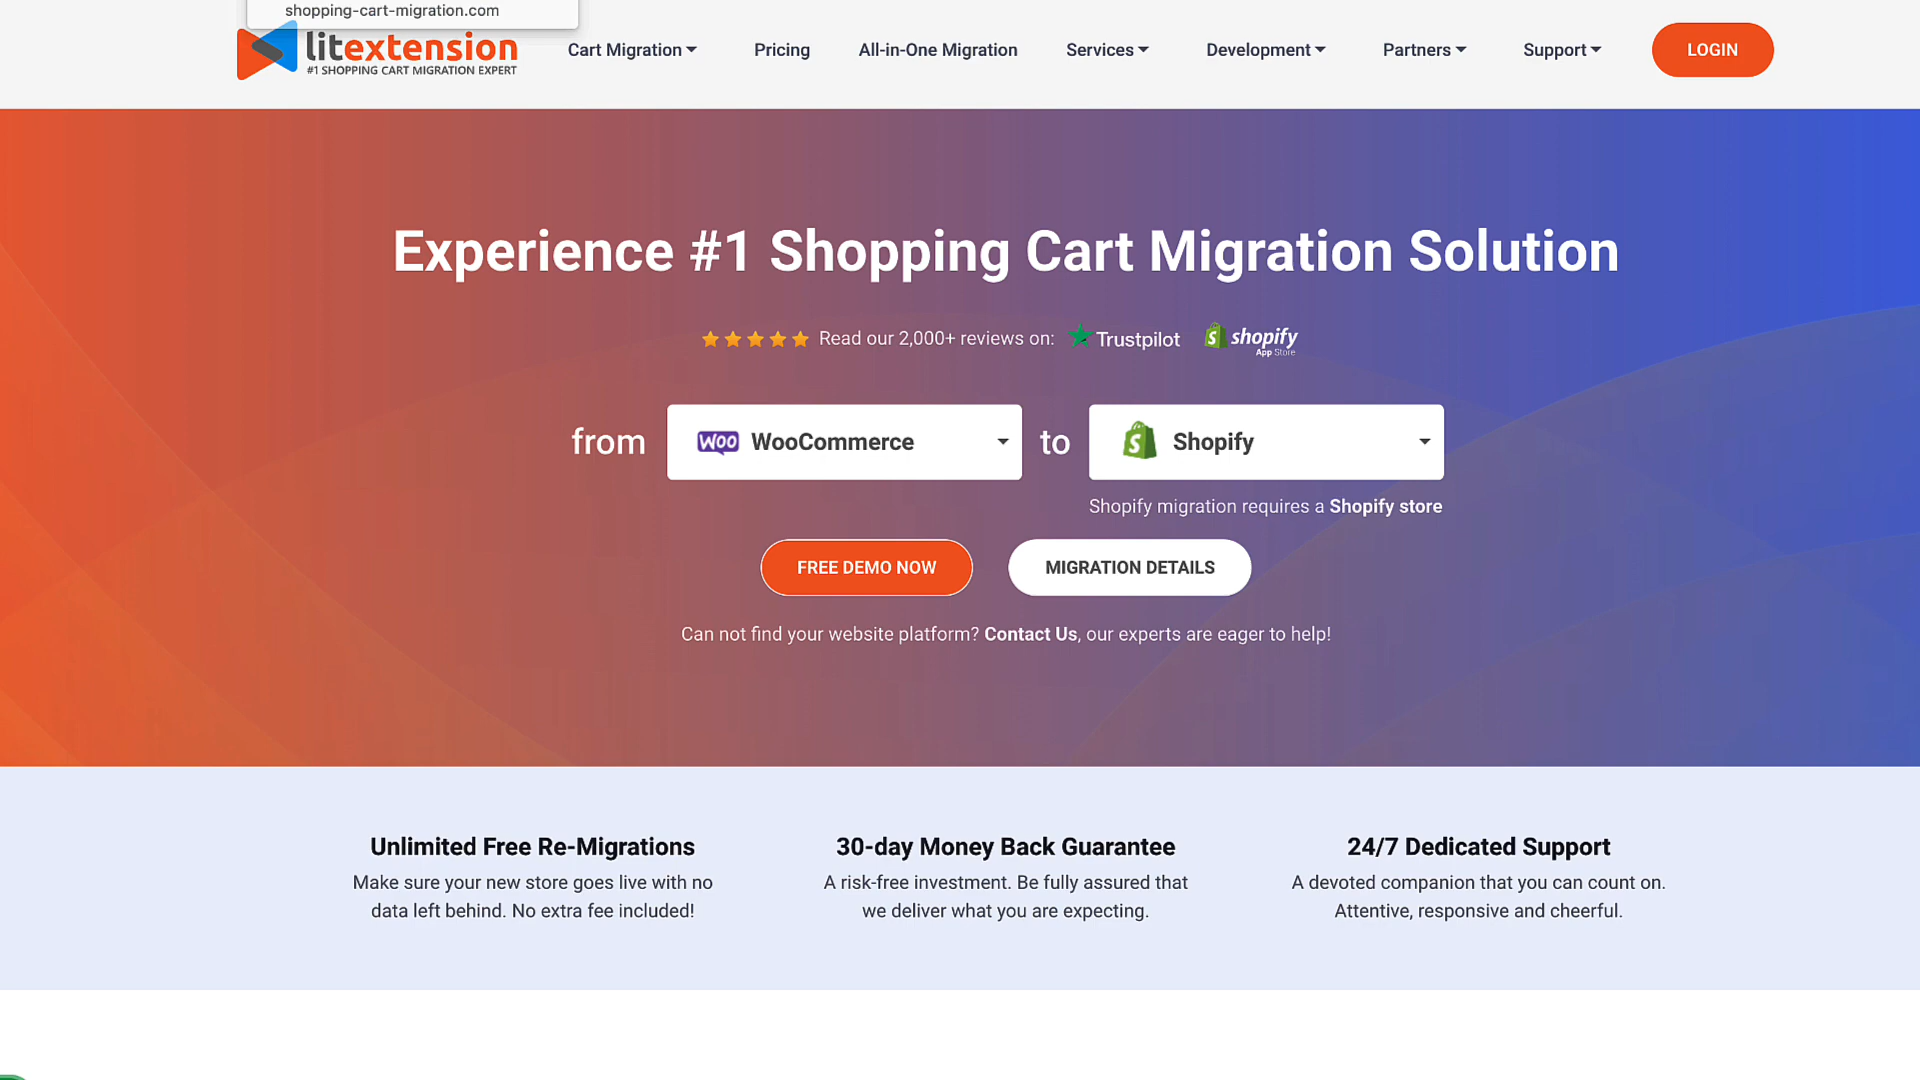 shopping-cart-migration.com
litextension
#1 SHOPPING CART MIGRATION EXPERT
Cart Migration Pricing All-in-One Migration Services Development Partners Support LOGIN
Experience #1 Shopping Cart Migration Solution
Read our 2,000+ reviews on: Trustpilot shopify
App Store
from WOO WooCommerce to S Shopify
Shopify migration requires a Shopify store
FREE DEMO NOW MIGRATION DETAILS
Can not find your website platform? Contact Us, our experts are eager to help!
Unlimited Free Re-Migrations
Make sure your new store goes live with no
data left behind. No extra fee included!
30-day Money Back Guarantee
A risk-free investment. Be fully assured that
we deliver what you are expecting.
24/7 Dedicated Support
A devoted companion that you can count on.
Attentive, responsive and cheerful.